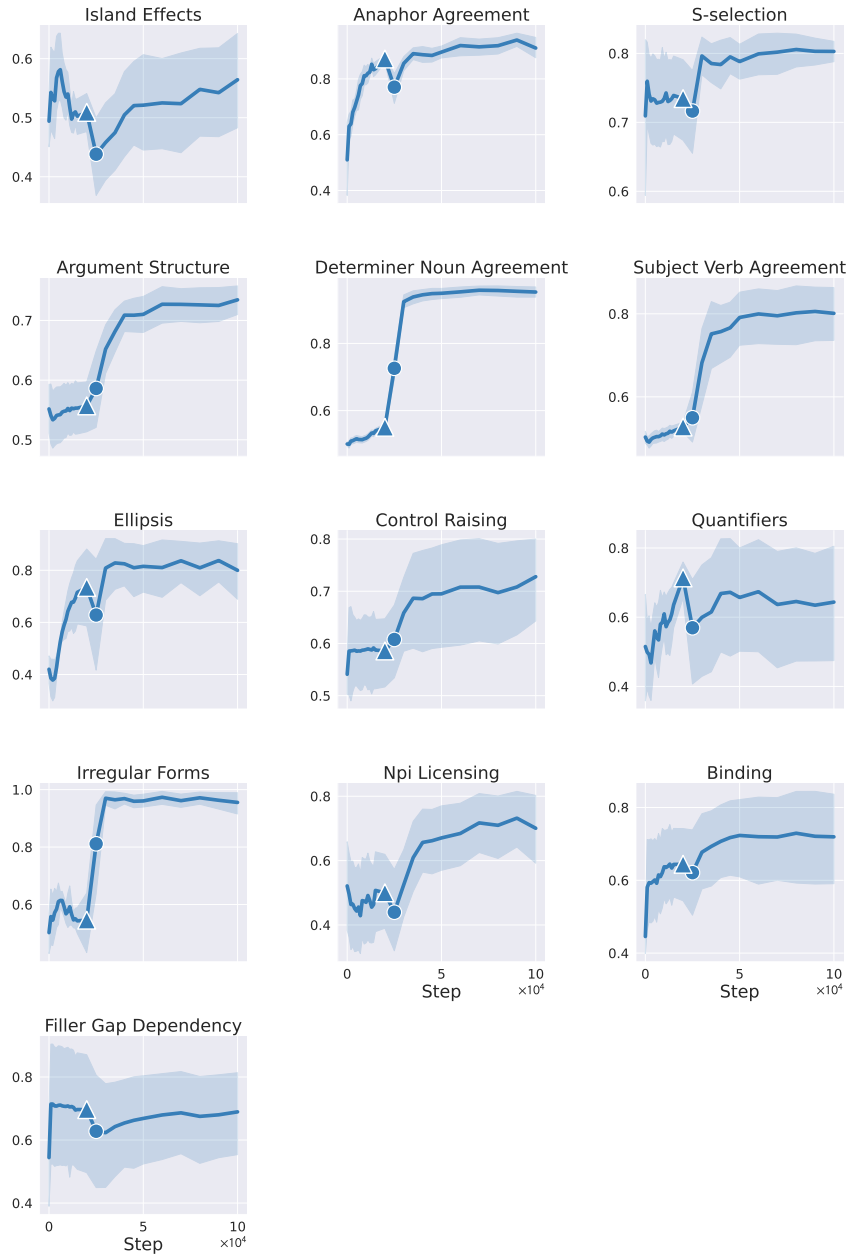 Island Effects
Anaphor Agreement
S-selection
0.6
0.5
0.4
0.8
0.6
0.4
0.8
0.7
0.6
Argument Structure
Determiner Noun Agreement
Subject Verb Agreement
0.7
0.6
0.5
0.8
0.6
0.8
0.6
Ellipsis
Control Raising
Quantifiers
0.8
0.6
0.4
0.8
0.7
0.6
0.5
0.8
0.6
0.4
Irregular Forms
Npi Licensing
Binding
1.0
0.8
0.6
0.8
0.6
0.4
0 5 10
Step ×10⁴
0.8
0.6
0.4
0 5 10
Step ×10⁴
Filler Gap Dependency
0.8
0.6
0.4
0 5 10
Step ×10⁴